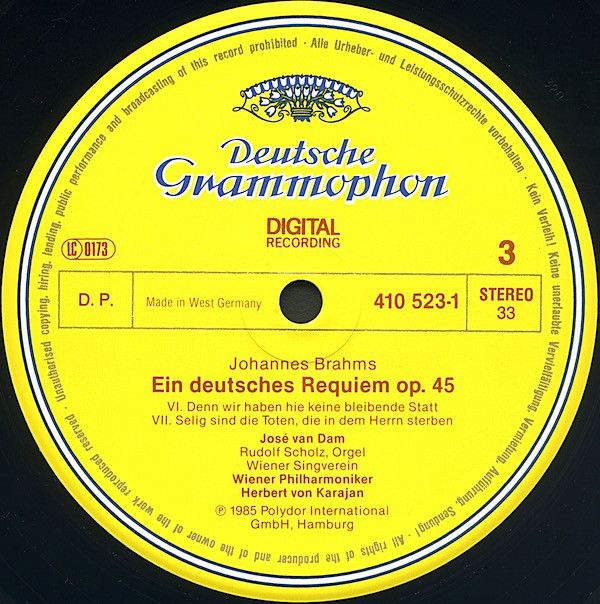 Alle Urheber- und Leistungsschutzrechte vorbehalten · Kein Verleih! Keine unerlaubte Vervielfältigung, Vermietung, Aufführung, Sendung! · All rights of the producer and of the owner of the work reproduced reserved · Unauthorised copying, hiring, lending, public performance and broadcasting of this record prohibited ·
Deutsche
Grammophon
DIGITAL
RECORDING
LC 0173
3
D. P.
Made in West Germany
410 523-1
STEREO
33
Johannes Brahms
Ein deutsches Requiem op. 45
VI. Denn wir haben hie keine bleibende Statt
VII. Selig sind die Toten, die in dem Herrn sterben
José van Dam
Rudolf Scholz, Orgel
Wiener Singverein
Wiener Philharmoniker
Herbert von Karajan
℗ 1985 Polydor International
GmbH, Hamburg